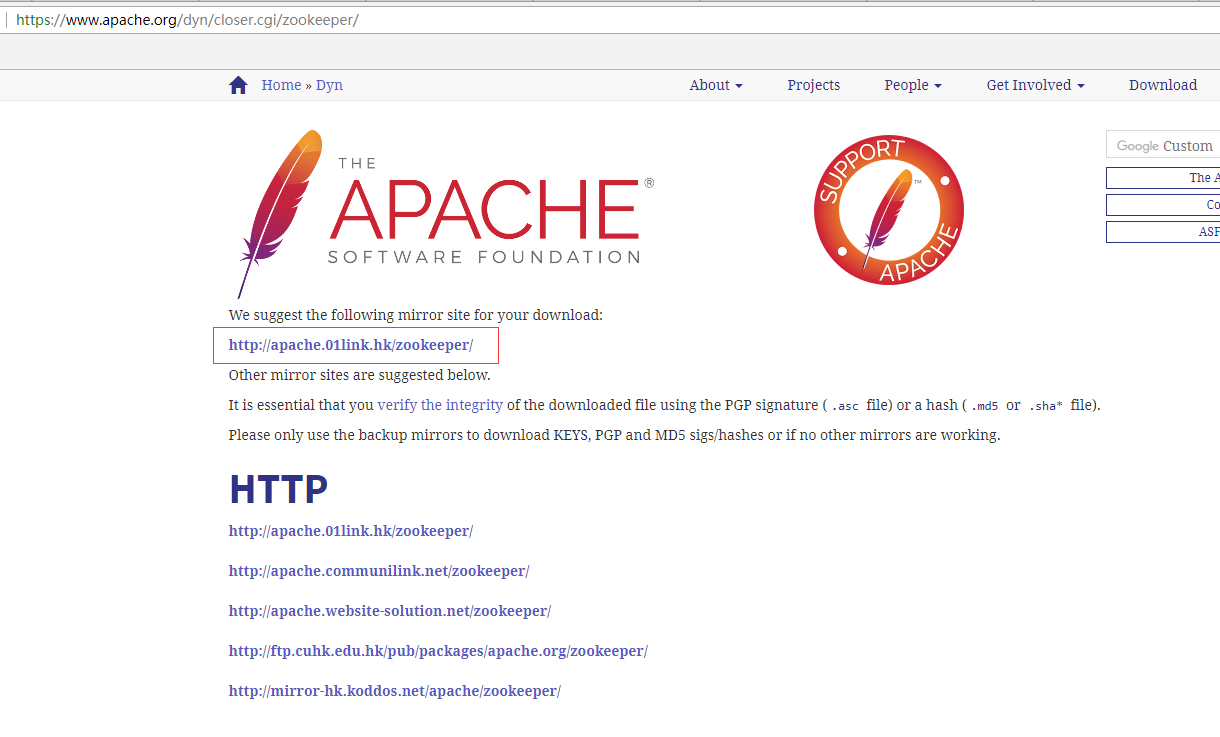 https://www.apache.org/dyn/closer.cgi/zookeeper/
Home » Dyn
About
Projects
People
Get Involved
Download
THE
APACHE®
SOFTWARE FOUNDATION
SUPPORT
APACHE
™
Google Custom
The A
Co
ASF
We suggest the following mirror site for your download:
http://apache.01link.hk/zookeeper/
Other mirror sites are suggested below.
It is essential that you verify the integrity of the downloaded file using the PGP signature ( .asc file) or a hash ( .md5 or .sha* file).
Please only use the backup mirrors to download KEYS, PGP and MD5 sigs/hashes or if no other mirrors are working.
HTTP
http://apache.01link.hk/zookeeper/
http://apache.communilink.net/zookeeper/
http://apache.website-solution.net/zookeeper/
http://ftp.cuhk.edu.hk/pub/packages/apache.org/zookeeper/
http://mirror-hk.koddos.net/apache/zookeeper/